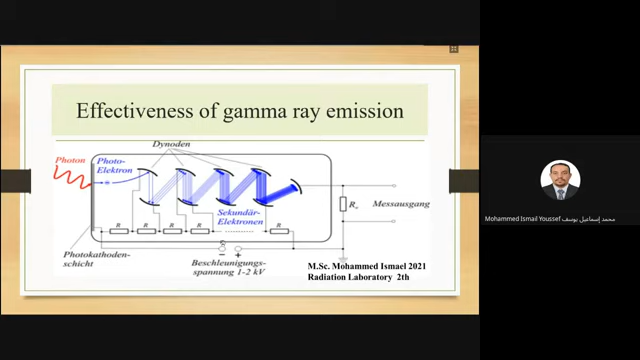 Effectiveness of gamma ray emission
Dynoden
Photon
Photo-
Elektron
Sekundär-
Elektronen
R
R
R
R
R
Ra
Messausgang
Photokathoden-
schicht
− +
Beschleunigungs-
spannung 1-2 kV
M.Sc. Mohammed Ismael 2021
Radiation Laboratory 2th
Mohammed Ismail Youssef محمد إسماعيل يوسف